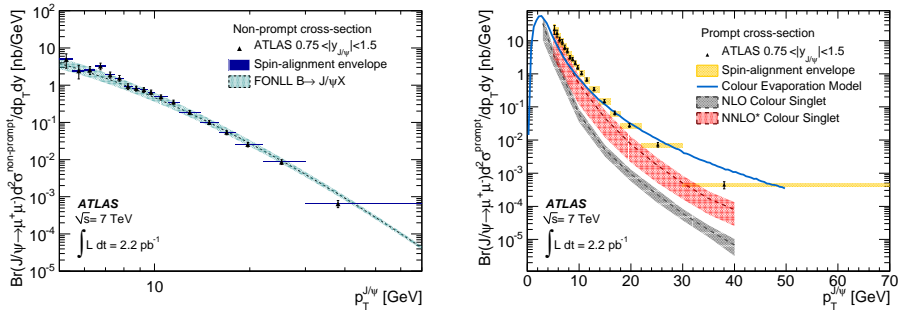 Br(J/ψ→μ⁺μ⁻)d²σⁿᵒⁿ⁻ᵖʳᵒᵐᵖᵗ/dp_T dy [nb/GeV]
10
1
10⁻¹
10⁻²
10⁻³
10⁻⁴
10⁻⁵
Non-prompt cross-section
ATLAS 0.75 <|y_J/ψ|<1.5
Spin-alignment envelope
FONLL B→ J/ψX
ATLAS
√s= 7 TeV
∫L dt = 2.2 pb⁻¹
10
p_T^J/ψ [GeV]
Br(J/ψ→μ⁺μ⁻)d²σᵖʳᵒᵐᵖᵗ/dp_T dy [nb/GeV]
10
1
10⁻¹
10⁻²
10⁻³
10⁻⁴
10⁻⁵
Prompt cross-section
ATLAS 0.75 <|y_J/ψ|<1.5
Spin-alignment envelope
Colour Evaporation Model
NLO Colour Singlet
NNLO* Colour Singlet
ATLAS
√s= 7 TeV
∫L dt = 2.2 pb⁻¹
0 10 20 30 40 50 60 70
p_T^J/ψ [GeV]